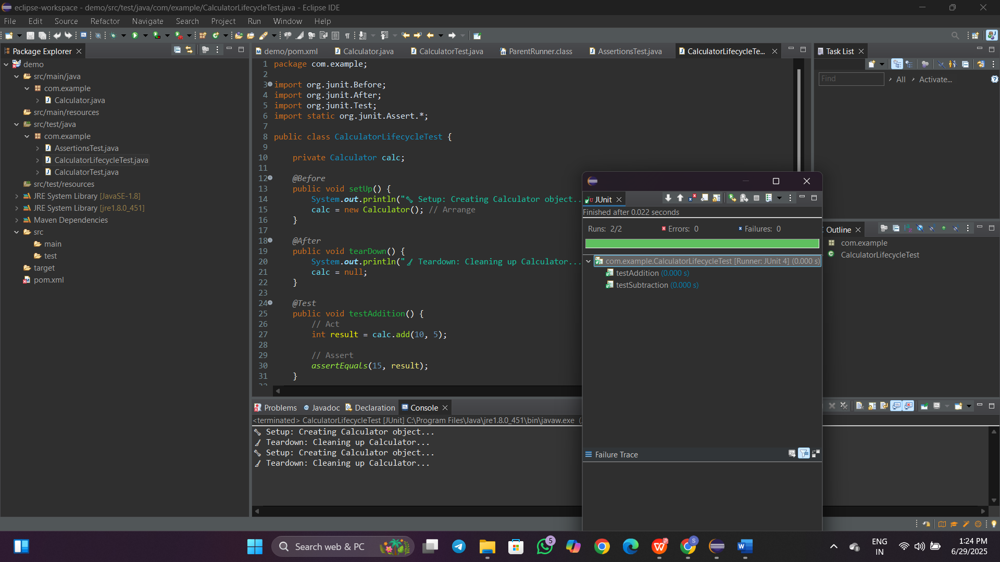 eclipse-workspace - demo/src/test/java/com/example/CalculatorLifecycleTest.java - Eclipse IDE
File Edit Source Refactor Navigate Search Project Run Window Help
Package Explorer
demo
src/main/java
com.example
Calculator.java
src/main/resources
src/test/java
com.example
AssertionsTest.java
CalculatorLifecycleTest.java
CalculatorTest.java
src/test/resources
JRE System Library [JavaSE-1.8]
JRE System Library [jre1.8.0_451]
Maven Dependencies
src
main
test
target
pom.xml
demo/pom.xml Calculator.java CalculatorTest.java ParentRunner.class AssertionsTest.java CalculatorLifecycleTe...
1 package com.example;
2
3 import org.junit.Before;
4 import org.junit.After;
5 import org.junit.Test;
6 import static org.junit.Assert.*;
7
8 public class CalculatorLifecycleTest {
9
10 private Calculator calc;
11
12 @Before
13 public void setUp() {
14 System.out.println("🔧 Setup: Creating Calculator object..
15 calc = new Calculator(); // Arrange
16 }
17
18 @After
19 public void tearDown() {
20 System.out.println("🧹 Teardown: Cleaning up Calculator...
21 calc = null;
22 }
23
24 @Test
25 public void testAddition() {
26 // Act
27 int result = calc.add(10, 5);
28
29 // Assert
30 assertEquals(15, result);
31 }
Task List
Find
All Activate...
JUnit
Finished after 0.022 seconds
Runs: 2/2 Errors: 0 Failures: 0
com.example.CalculatorLifecycleTest [Runner: JUnit 4] (0.000 s)
testAddition (0.000 s)
testSubtraction (0.000 s)
Failure Trace
Outline
com.example
CalculatorLifecycleTest
Problems Javadoc Declaration Console
<terminated> CalculatorLifecycleTest [JUnit] C:\Program Files\Java\jre1.8.0_451\bin\javaw.exe (
🔧 Setup: Creating Calculator object...
🧹 Teardown: Cleaning up Calculator...
🔧 Setup: Creating Calculator object...
🧹 Teardown: Cleaning up Calculator...
Search web & PC
5
ENG
IN
1:24 PM
6/29/2025